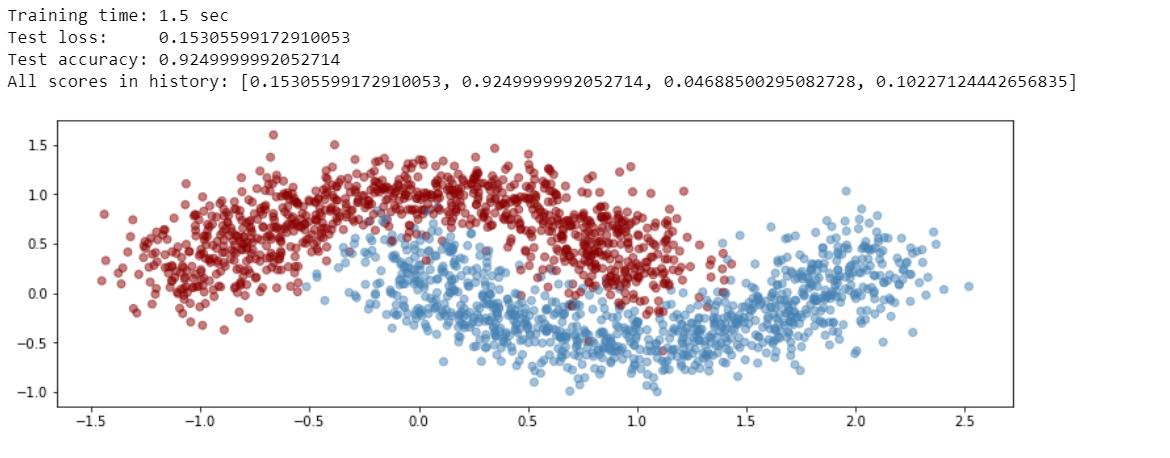 Training time: 1.5 sec
Test loss:     0.15305599172910053
Test accuracy: 0.9249999992052714
All scores in history: [0.15305599172910053, 0.9249999992052714, 0.04688500295082728, 0.10227124442656835]
1.5
1.0
0.5
0.0
−0.5
−1.0
−1.5 −1.0 −0.5 0.0 0.5 1.0 1.5 2.0 2.5